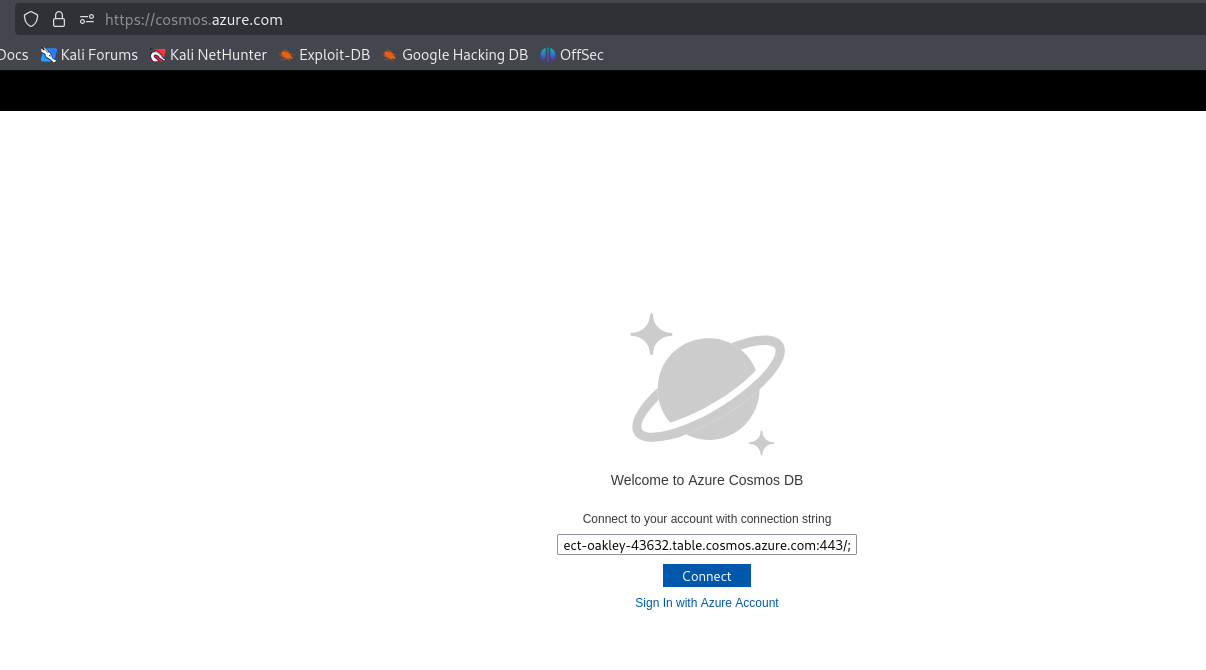 https://cosmos.azure.com
Docs Kali Forums Kali NetHunter Exploit-DB Google Hacking DB OffSec
Welcome to Azure Cosmos DB
Connect to your account with connection string
ect-oakley-43632.table.cosmos.azure.com:443/;
Connect
Sign In with Azure Account